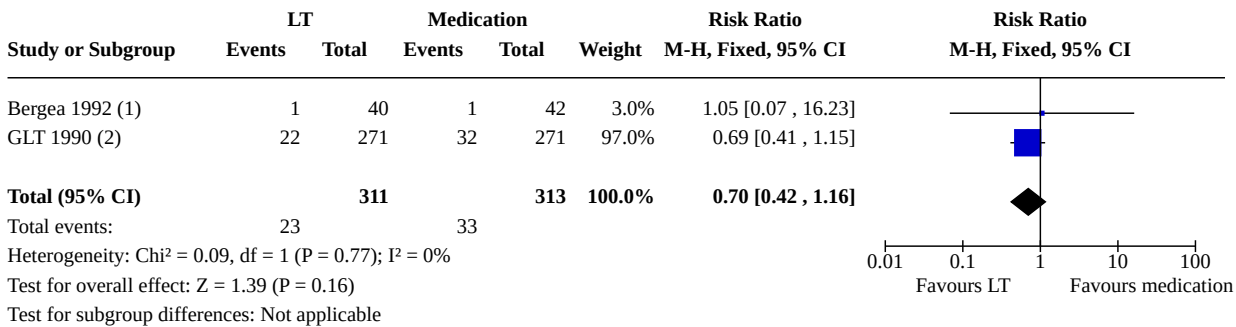 LT Medication Risk Ratio Risk Ratio
Study or Subgroup Events Total Events Total Weight M-H, Fixed, 95% CI M-H, Fixed, 95% CI
Bergea 1992 (1) 1 40 1 42 3.0% 1.05 [0.07 , 16.23]
GLT 1990 (2) 22 271 32 271 97.0% 0.69 [0.41 , 1.15]
Total (95% CI) 311 313 100.0% 0.70 [0.42 , 1.16]
Total events: 23 33
Heterogeneity: Chi² = 0.09, df = 1 (P = 0.77); I² = 0%
0.01 0.1 1 10 100
Test for overall effect: Z = 1.39 (P = 0.16) Favours LT Favours medication
Test for subgroup differences: Not applicable